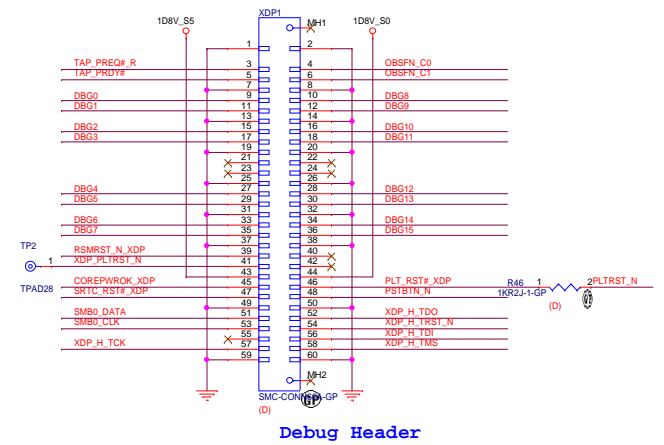 XDP1
1D8V_S5
1D8V_S0
MH1
1 2
TAP_PREQ#_R 3 4 OBSFN_C0
TAP_PRDY# 5 6 OBSFN_C1
7 8
DBG0 9 10 DBG8
DBG1 11 12 DBG9
13 14
DBG2 15 16 DBG10
DBG3 17 18 DBG11
19 20
21 22
23 24
25 26
DBG4 27 28 DBG12
DBG5 29 30 DBG13
31 32
DBG6 33 34 DBG14
DBG7 35 36 DBG15
37 38
RSMRST_N_XDP 39 40
TP2 1 XDP_PLTRST_N 41 42
TPAD28
43 44
COREPWROK_XDP 45 46 PLT_RST#_XDP R46 1 2 PLTRST_N
1KR2J-1-GP
(D)
SRTC_RST#_XDP 47 48 PSTBTN_N
49 50
SMB0_DATA 51 52 XDP_H_TDO
SMB0_CLK 53 54 XDP_H_TRST_N
55 56 XDP_H_TDI
XDP_H_TCK 57 58 XDP_H_TMS
59 60
MH2
GP
(D)
Debug Header